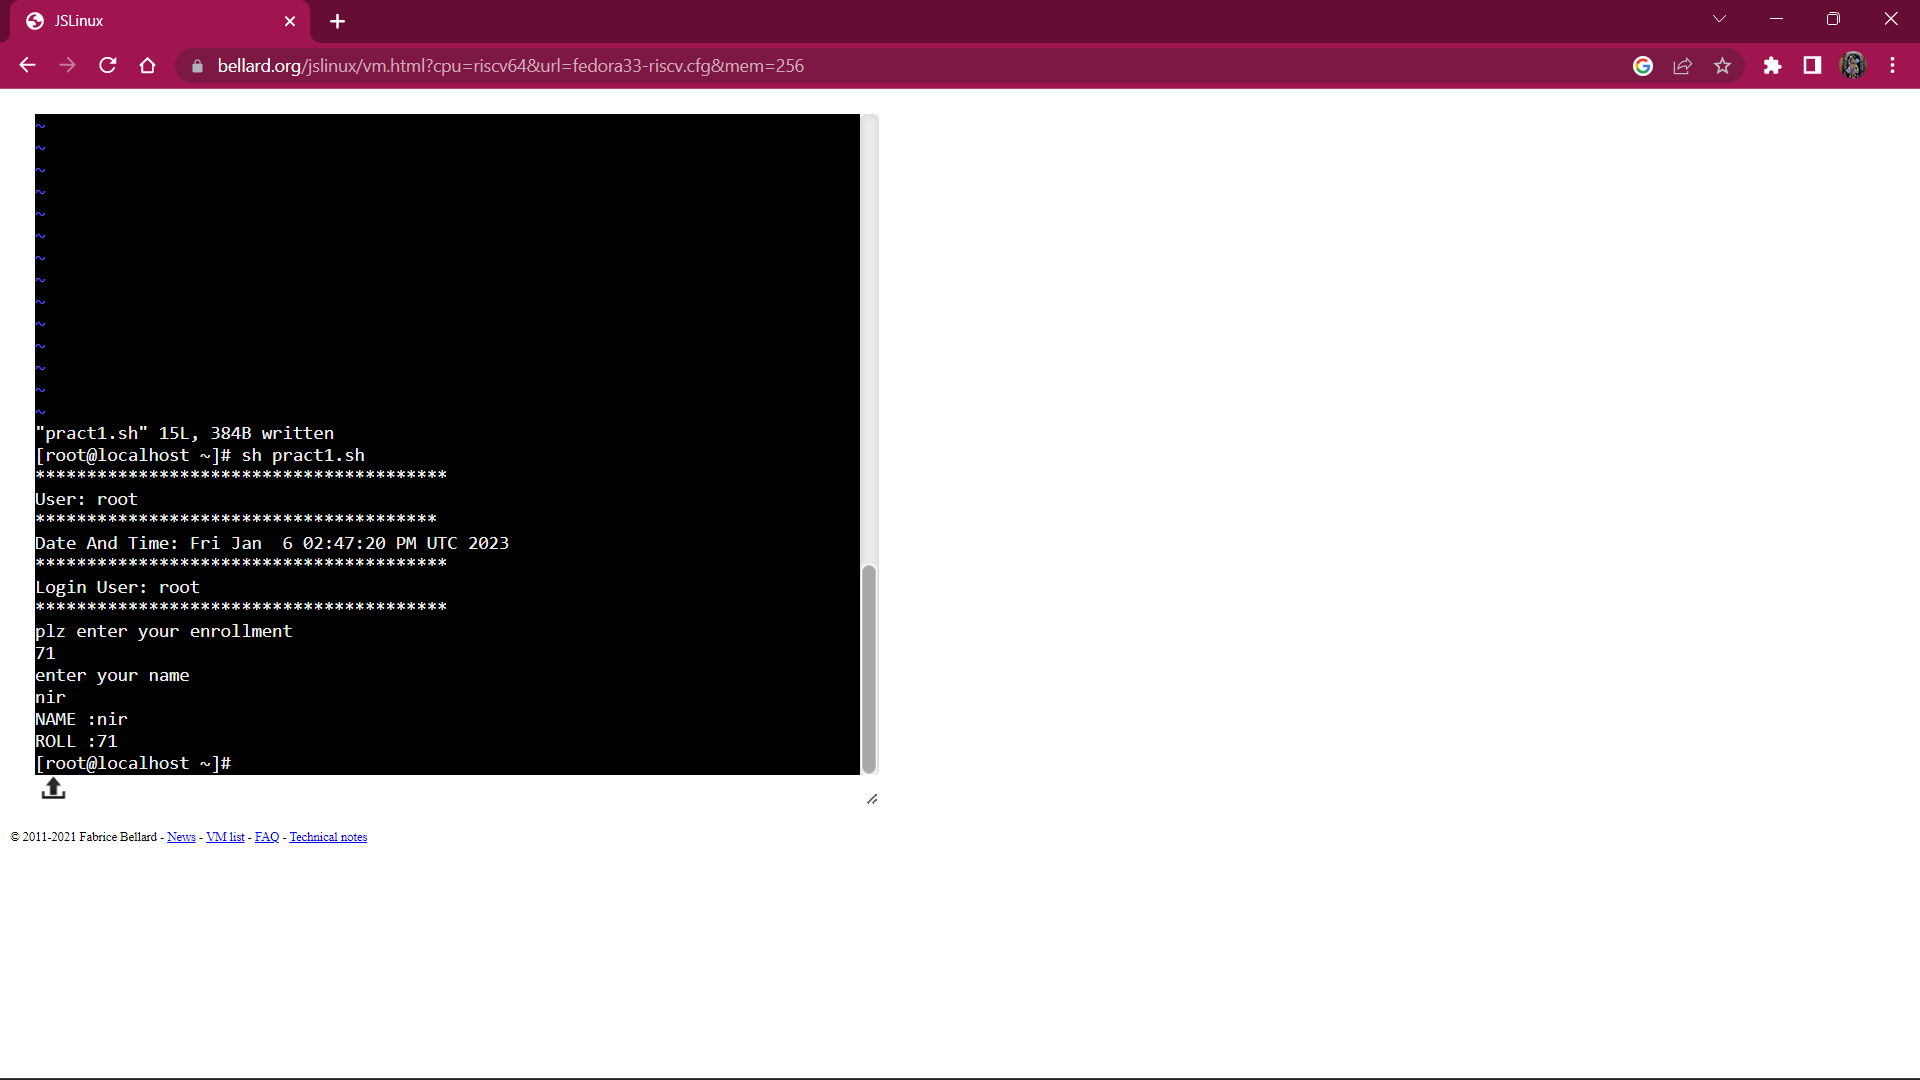 JSLinux
bellard.org/jslinux/vm.html?cpu=riscv64&url=fedora33-riscv.cfg&mem=256
~
~
~
~
~
~
~
~
~
~
~
~
~
~
"pract1.sh" 15L, 384B written
[root@localhost ~]# sh pract1.sh
****************************************
User: root
***************************************
Date And Time: Fri Jan  6 02:47:20 PM UTC 2023
****************************************
Login User: root
****************************************
plz enter your enrollment
71
enter your name
nir
NAME :nir
ROLL :71
[root@localhost ~]#
© 2011-2021 Fabrice Bellard - News - VM list - FAQ - Technical notes